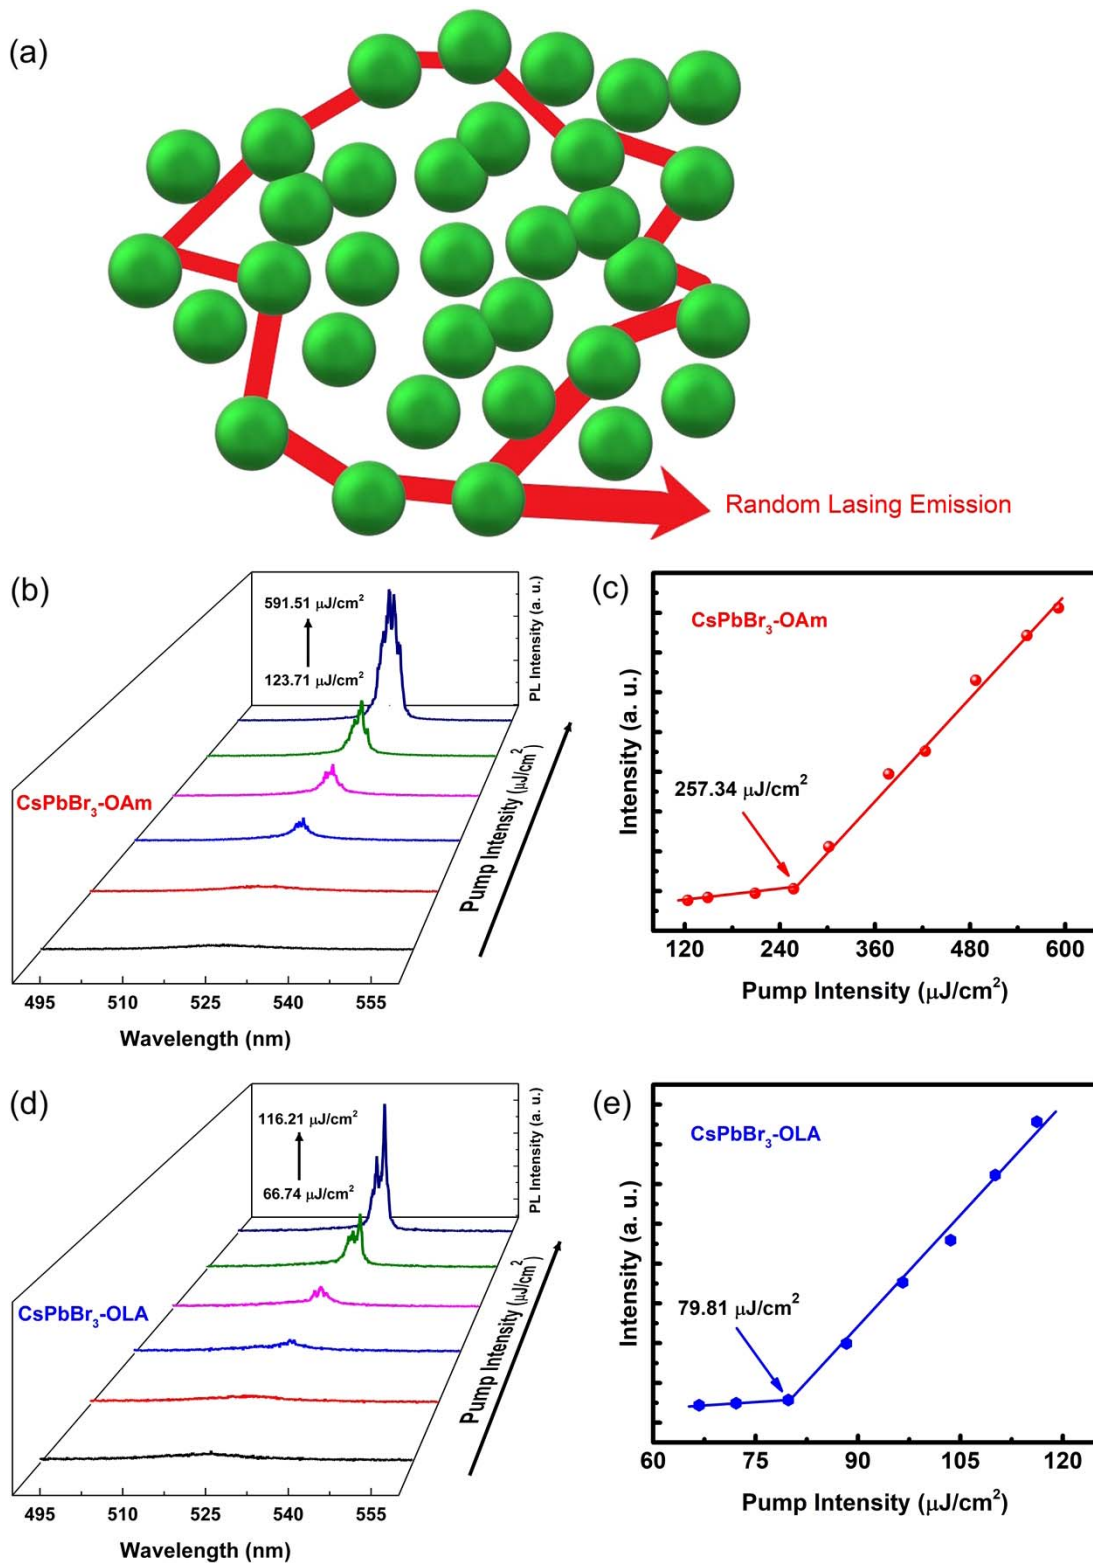 (a)
Random Lasing Emission
(b)
591.51 μJ/cm²
123.71 μJ/cm²
PL Intensity (a. u.)
CsPbBr₃-OAm
Pump Intensity (μJ/cm²)
495 510 525 540 555
Wavelength (nm)
(c)
CsPbBr₃-OAm
257.34 μJ/cm²
Intensity (a. u.)
120 240 360 480 600
Pump Intensity (μJ/cm²)
(d)
116.21 μJ/cm²
66.74 μJ/cm²
PL Intensity (a. u.)
CsPbBr₃-OLA
Pump Intensity (μJ/cm²)
495 510 525 540 555
Wavelength (nm)
(e)
CsPbBr₃-OLA
79.81 μJ/cm²
Intensity (a. u.)
60 75 90 105 120
Pump Intensity (μJ/cm²)